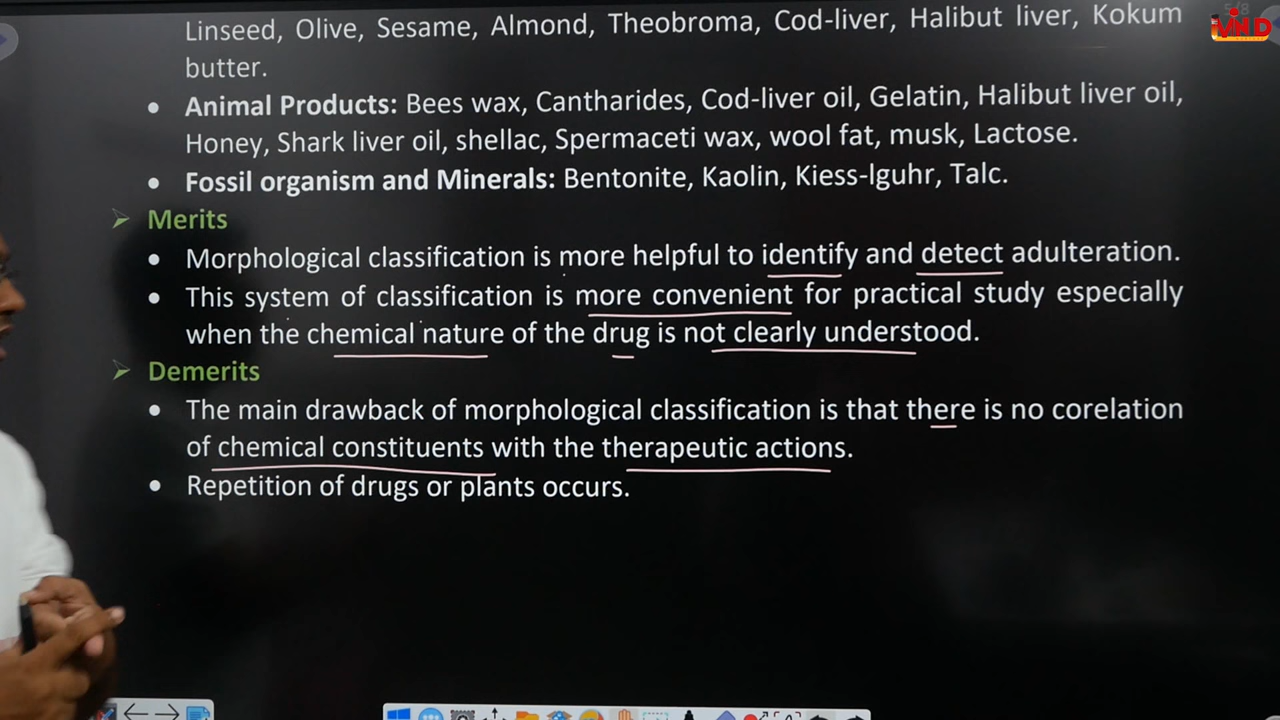 5/8
IVIND
Linseed, Olive, Sesame, Almond, Theobroma, Cod-liver, Halibut liver, Kokum
butter.
• Animal Products: Bees wax, Cantharides, Cod-liver oil, Gelatin, Halibut liver oil,
Honey, Shark liver oil, shellac, Spermaceti wax, wool fat, musk, Lactose.
• Fossil organism and Minerals: Bentonite, Kaolin, Kiess-lguhr, Talc.
➢ Merits
• Morphological classification is more helpful to identify and detect adulteration.
• This system of classification is more convenient for practical study especially
when the chemical nature of the drug is not clearly understood.
➢ Demerits
• The main drawback of morphological classification is that there is no corelation
of chemical constituents with the therapeutic actions.
• Repetition of drugs or plants occurs.